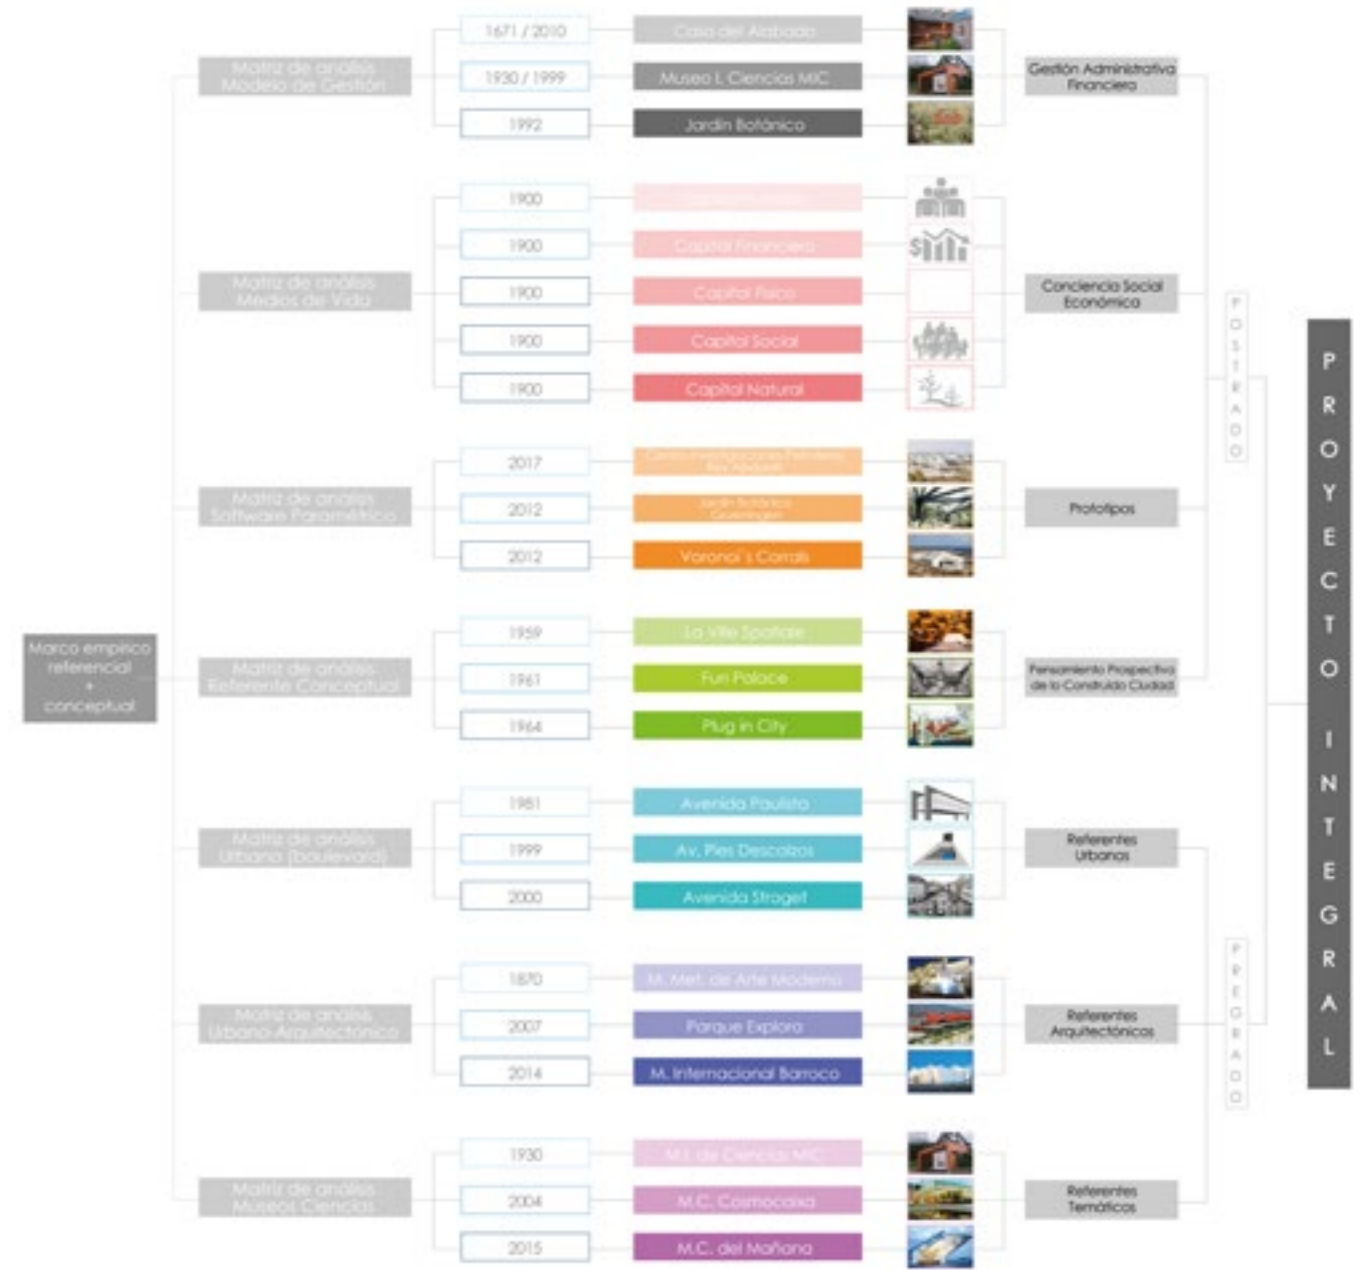 Marco empírico
referencial
+
conceptual
Matriz de análisis
Modelo de Gestión
1671 / 2010
Casa del Alabado
1930 / 1999
Museo I. Ciencias MIC
1992
Jardín Botánico
Gestión Administrativa
Financiera
Matriz de análisis
Medios de Vida
1900
1900
Capital Financiero
1900
Capital Físico
1900
Capital Social
1900
Capital Natural
Conciencia Social
Económica
Matriz de análisis
Software Paramétrico
2017
2012
Jardín Botánico
2012
Voronoi´s Corrals
Prototipos
Matriz de análisis
Referente Conceptual
1959
La Ville Spatiale
1961
Fun Palace
1964
Plug in City
Pensamiento Prospectivo
de lo Construido Ciudad
Matriz de análisis
Urbano (boulevard)
1981
Avenida Paulista
1999
Av. Pies Descalzos
2000
Avenida Stroget
Referentes
Urbanos
Matriz de análisis
Urbano-Arquitectónico
1870
M. Met. de Arte Moderno
2007
Parque Explora
2014
M. Internacional Barroco
Referentes
Arquitectónicos
Matriz de análisis
Museos Ciencias
1930
M.I. de Ciencias MIC
2004
M.C. Cosmocaixa
2015
M.C. del Mañana
Referentes
Temáticos
POSTRADO
PREGRADO
PROYECTO INTEGRAL